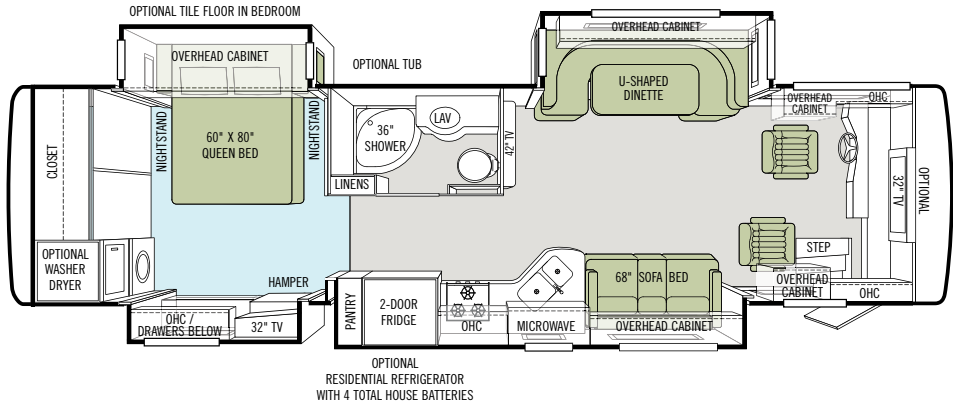 OPTIONAL TILE FLOOR IN BEDROOM
OVERHEAD CABINET
OPTIONAL TUB
OVERHEAD CABINET
U-SHAPED
DINETTE
OVERHEAD
CABINET
OHC
CLOSET
NIGHTSTAND
60" X 80"
QUEEN BED
NIGHTSTAND
36"
SHOWER
LAV
42" TV
LINENS
32" TV
OPTIONAL
OPTIONAL
WASHER
DRYER
HAMPER
OHC /
DRAWERS BELOW
32" TV
PANTRY
2-DOOR
FRIDGE
OHC
MICROWAVE
68" SOFA BED
OVERHEAD CABINET
STEP
OVERHEAD
CABINET
OHC
OPTIONAL
RESIDENTIAL REFRIGERATOR
WITH 4 TOTAL HOUSE BATTERIES